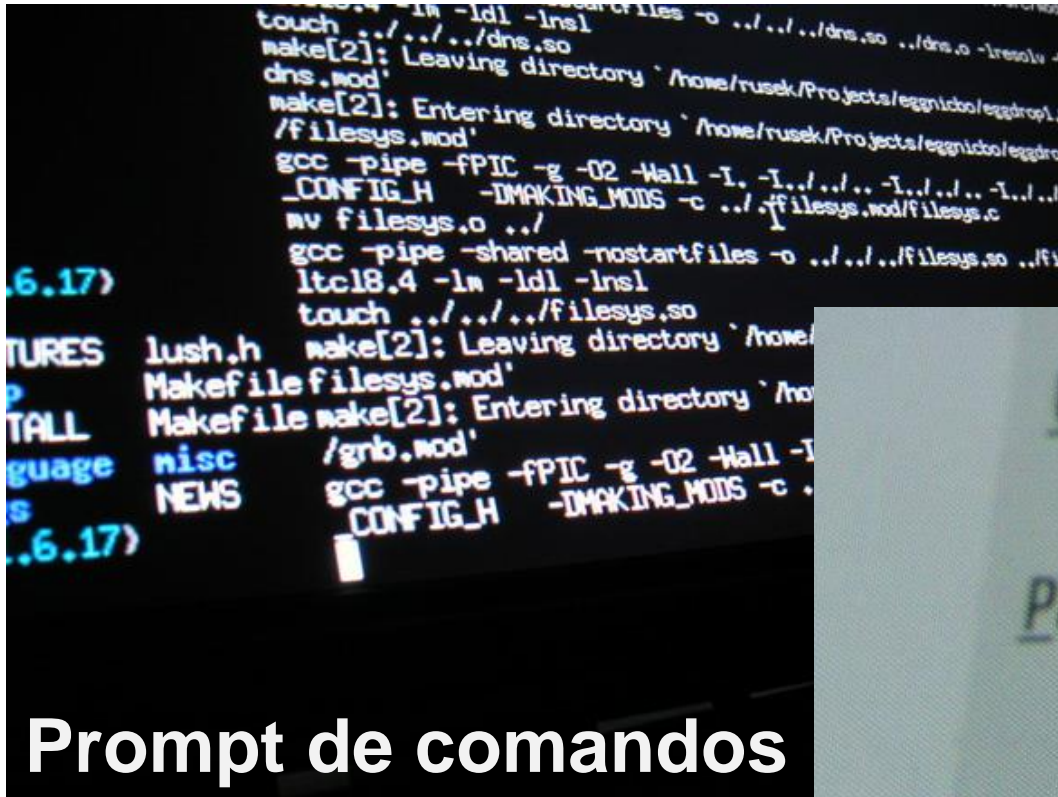 touch ../../../dns.so
make[2]: Leaving directory `/home/rusek/Projects/eggnicbo/eggdrop1.
dns.mod'
make[2]: Entering directory `/home/rusek/Projects/eggnicbo/eggdro
/filesys.mod'
gcc -pipe -fPIC -g -O2 -Wall -I. -I../../.. -I../../.. -I../..
_CONFIG_H -DMAKING_MODS -c ../filesys.mod/filesys.c
mv filesys.o ../
gcc -pipe -shared -nostartfiles -o ../../../filesys.so ../fi
ltcl8.4 -lm -ldl -lnsl
touch ../../../filesys.so
make[2]: Leaving directory `/home/
filesys.mod'
make[2]: Entering directory `/ho
/gnb.mod'
gcc -pipe -fPIC -g -O2 -Wall -I
_CONFIG_H -DMAKING_MODS -c .
.6.17)
TURES lush.h
Makefile
TALL Makefile
guage misc
NEWS
.6.17)
Prompt de comandos